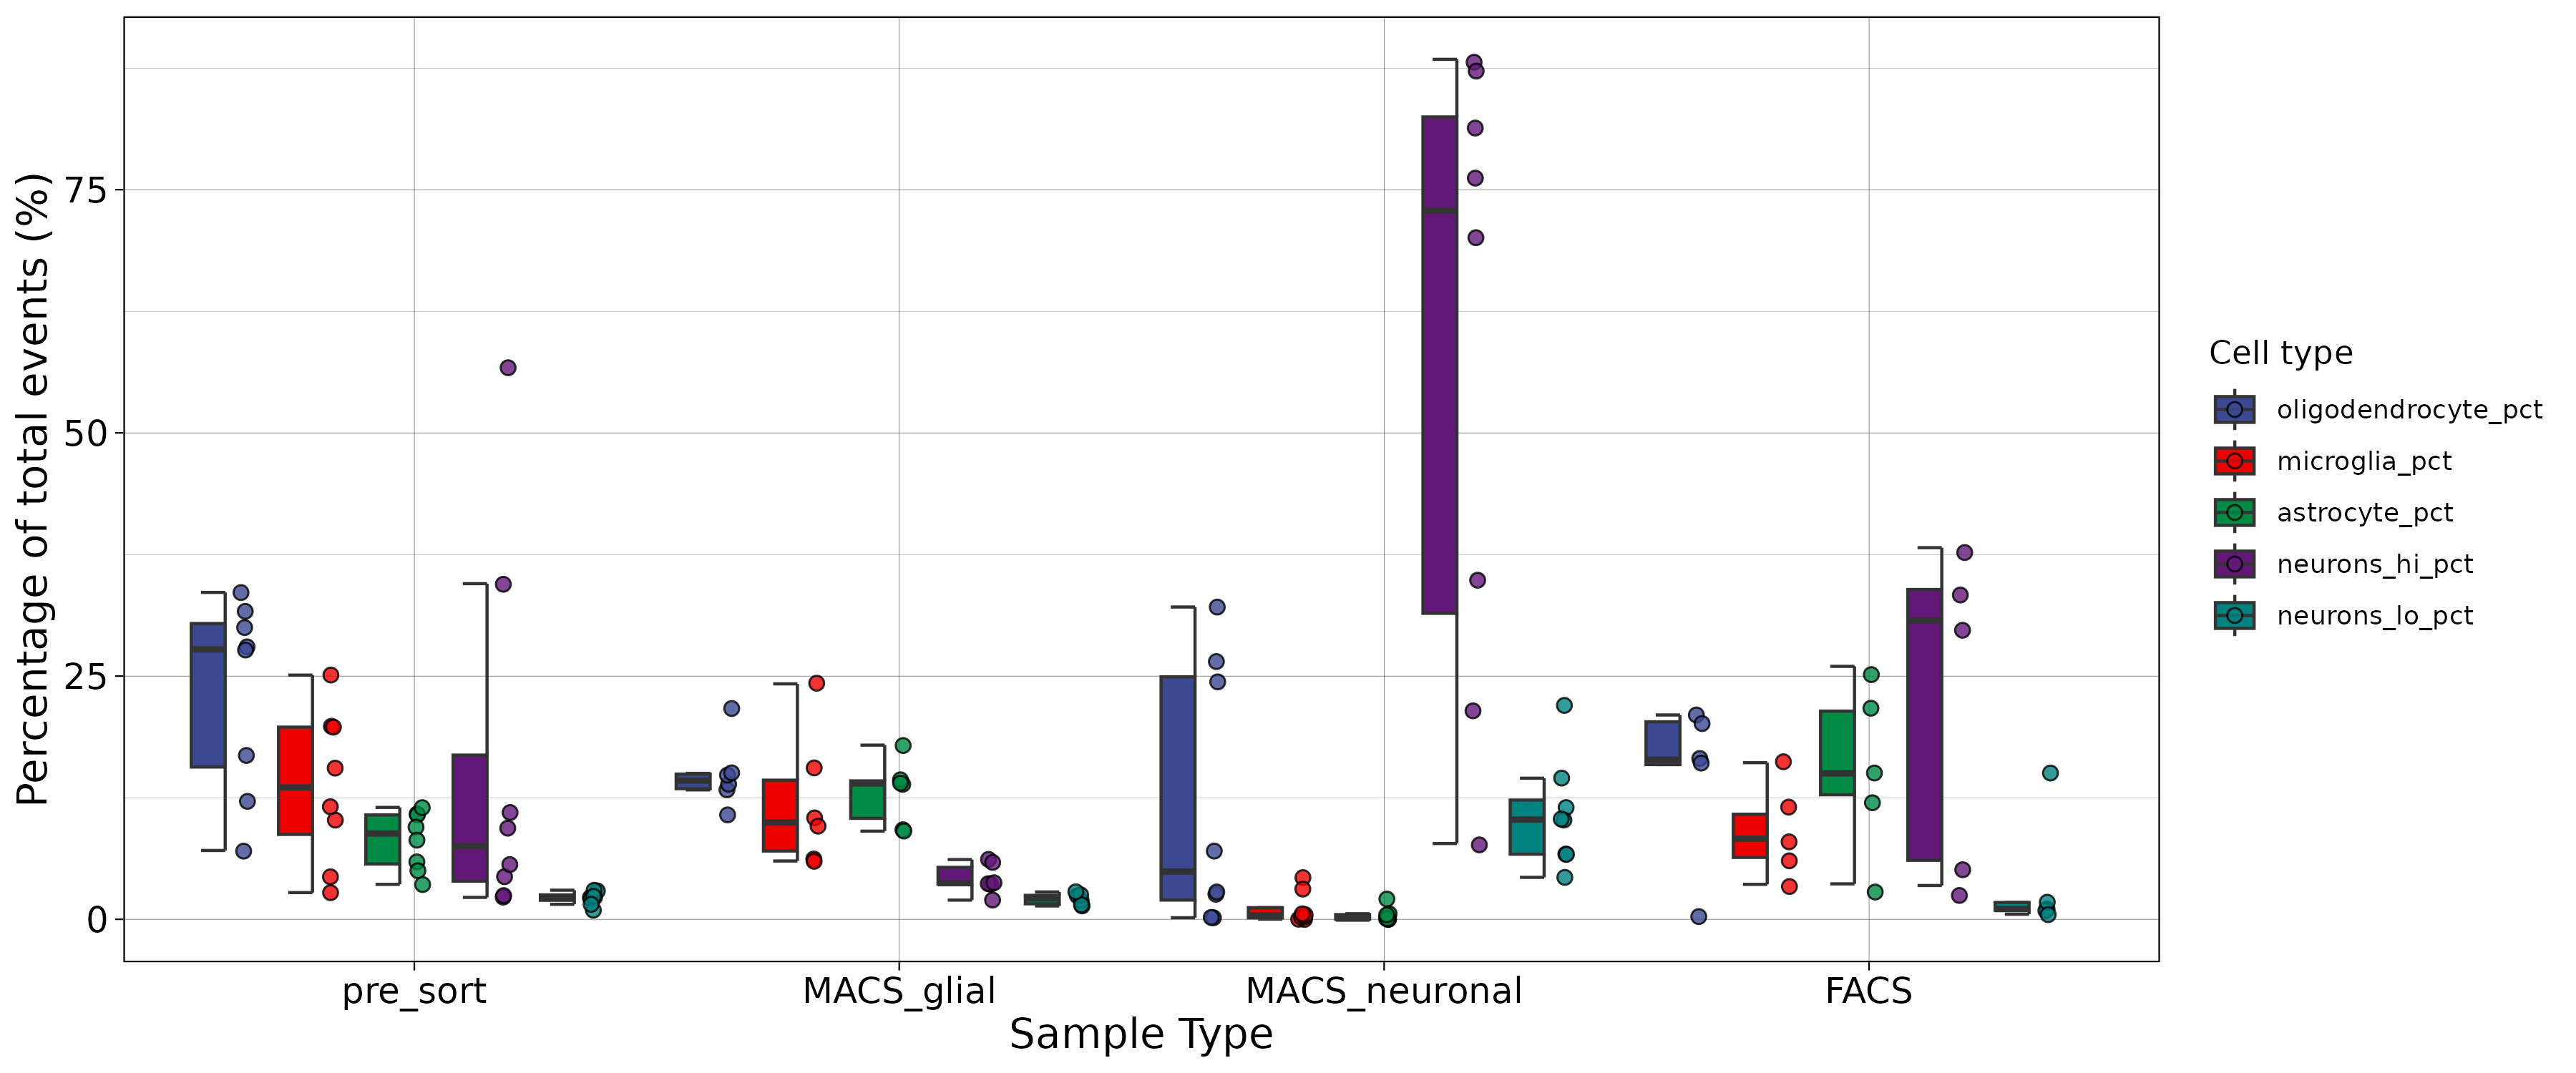 Percentage of total events (%)
75
50
25
0
pre_sort
MACS_glial
MACS_neuronal
FACS
Sample Type
Cell type
oligodendrocyte_pct
microglia_pct
astrocyte_pct
neurons_hi_pct
neurons_lo_pct